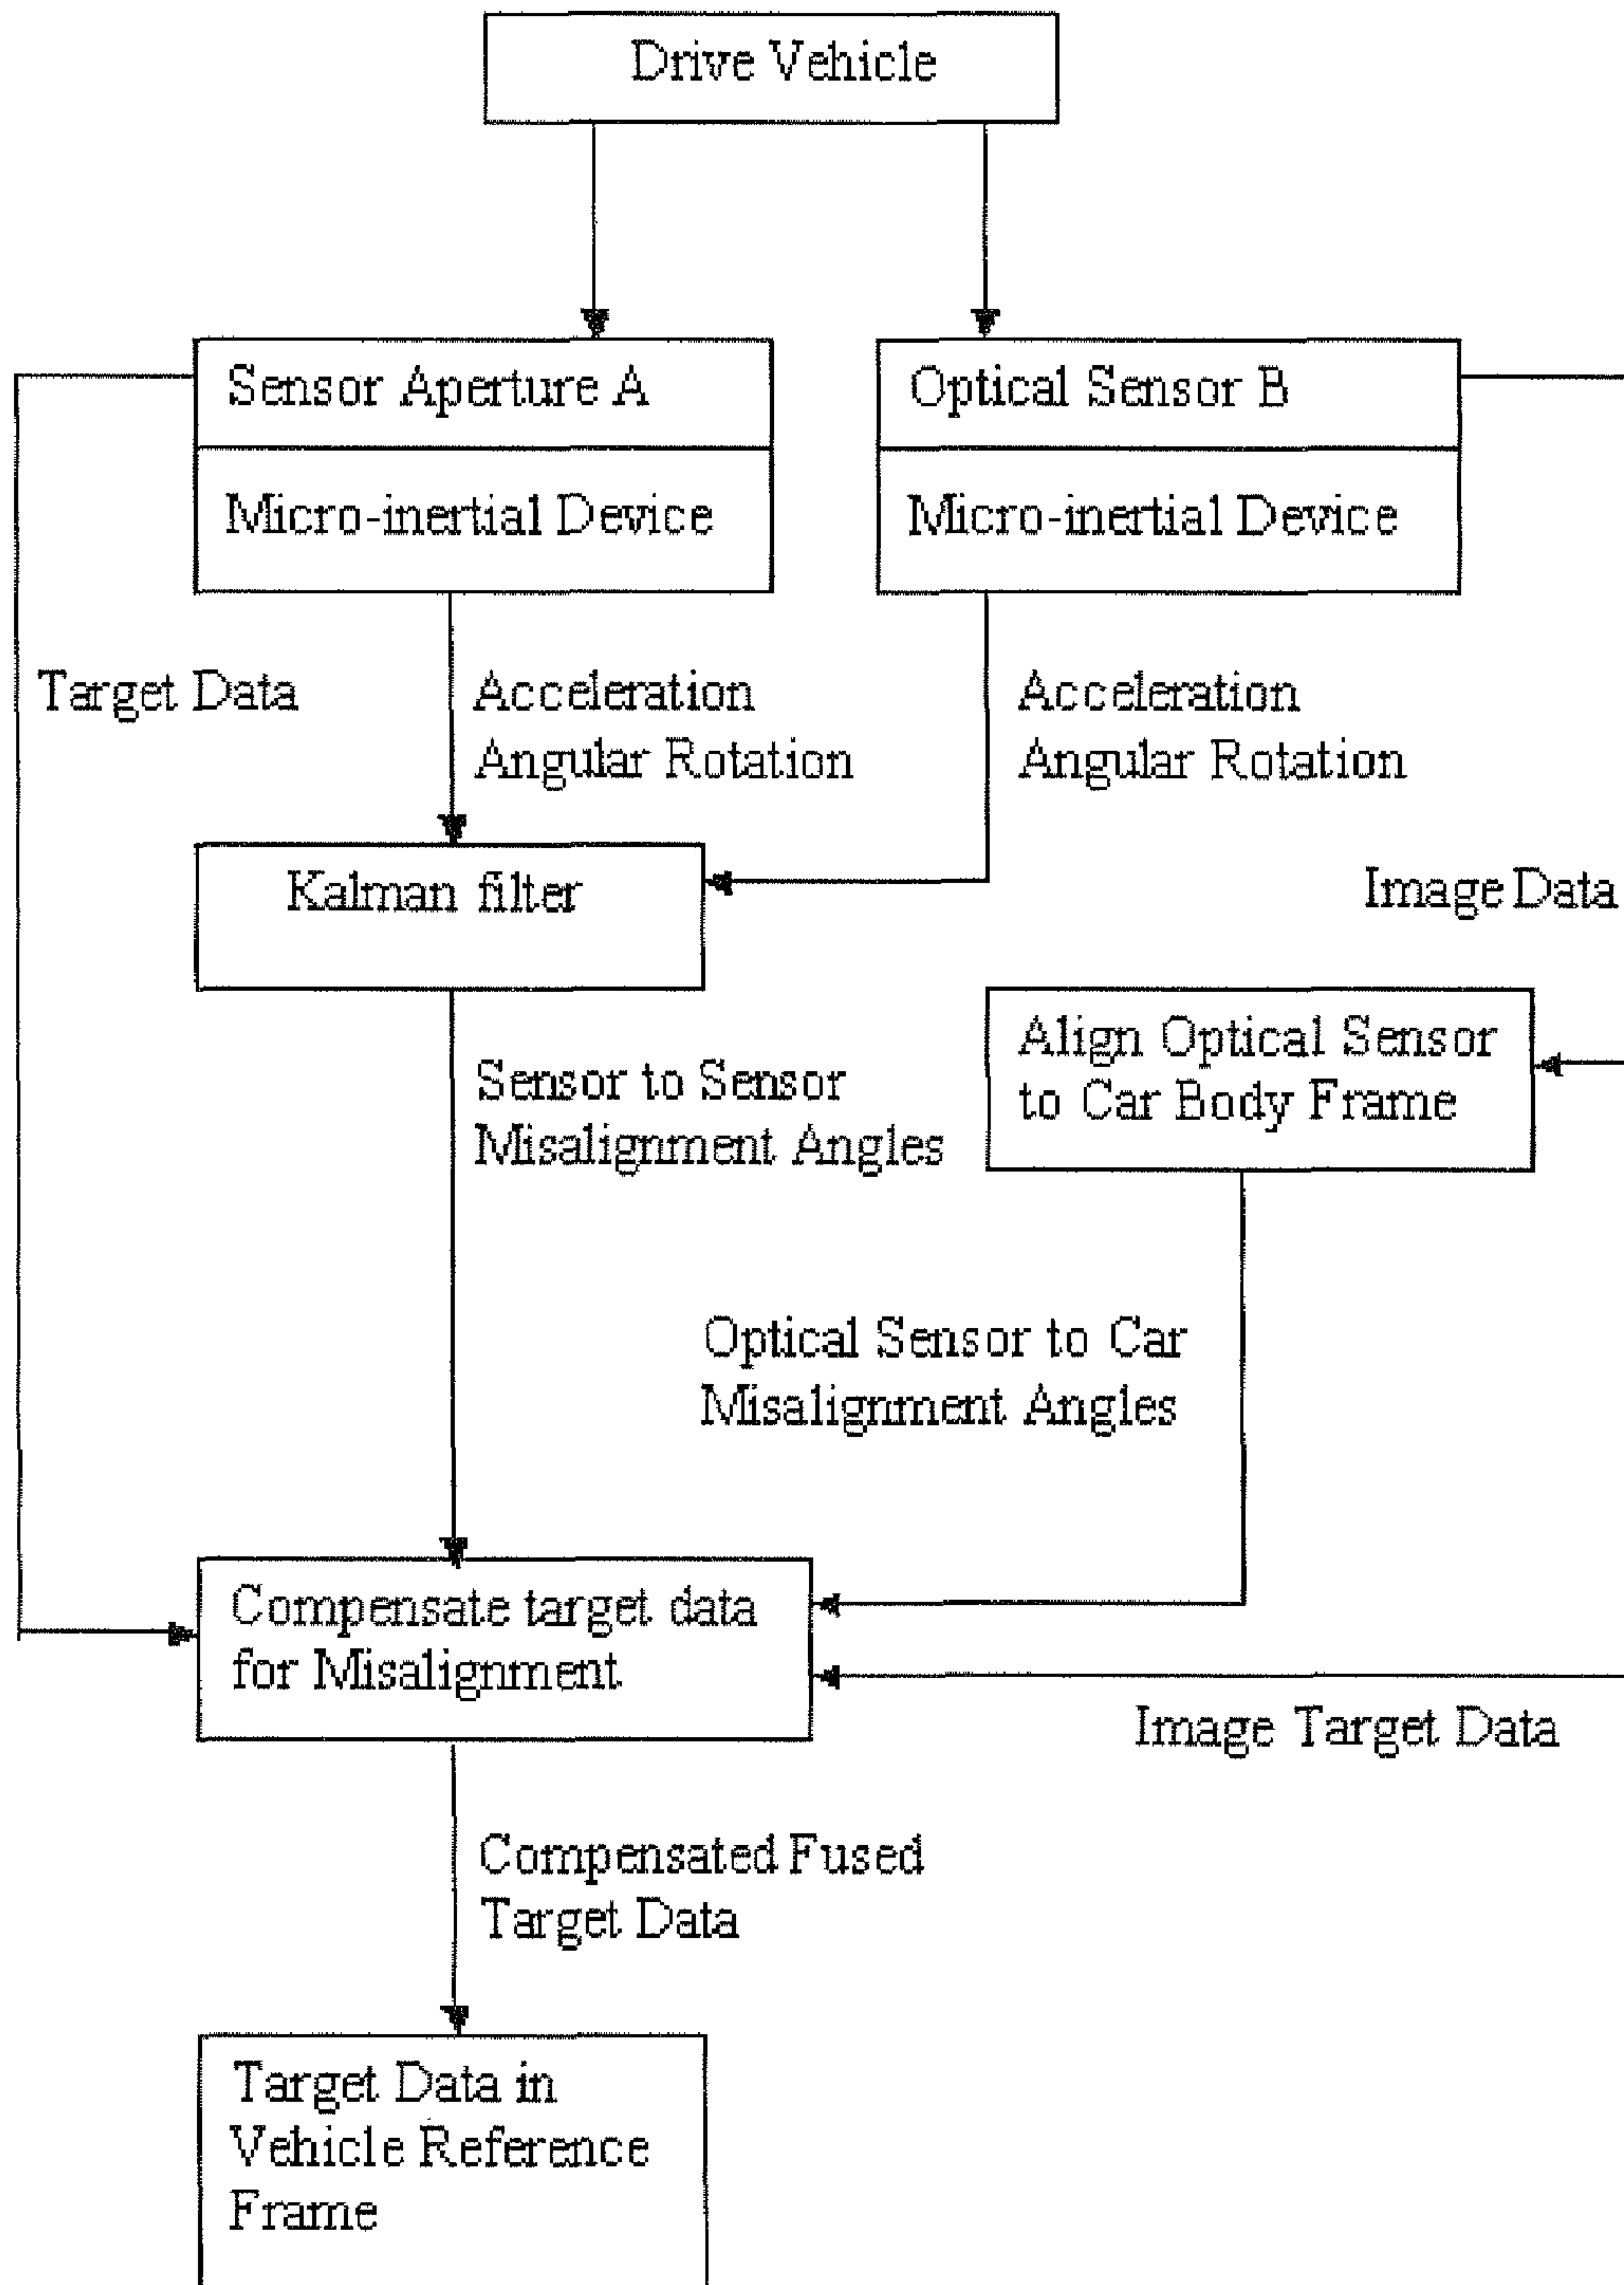 Drive Vehicle
Sensor Aperture A
Optical Sensor B
Micro-inertial Device
Micro-inertial Device
Target Data
Acceleration
Angular Rotation
Acceleration
Angular Rotation
Kalman filter
Image Data
Align Optical Sensor
to Car Body Frame
Sensor to Sensor
Misalignment Angles
Optical Sensor to Car
Misalignment Angles
Compensate target data
for Misalignment
Image Target Data
Compensated Fused
Target Data
Target Data in
Vehicle Reference
Frame